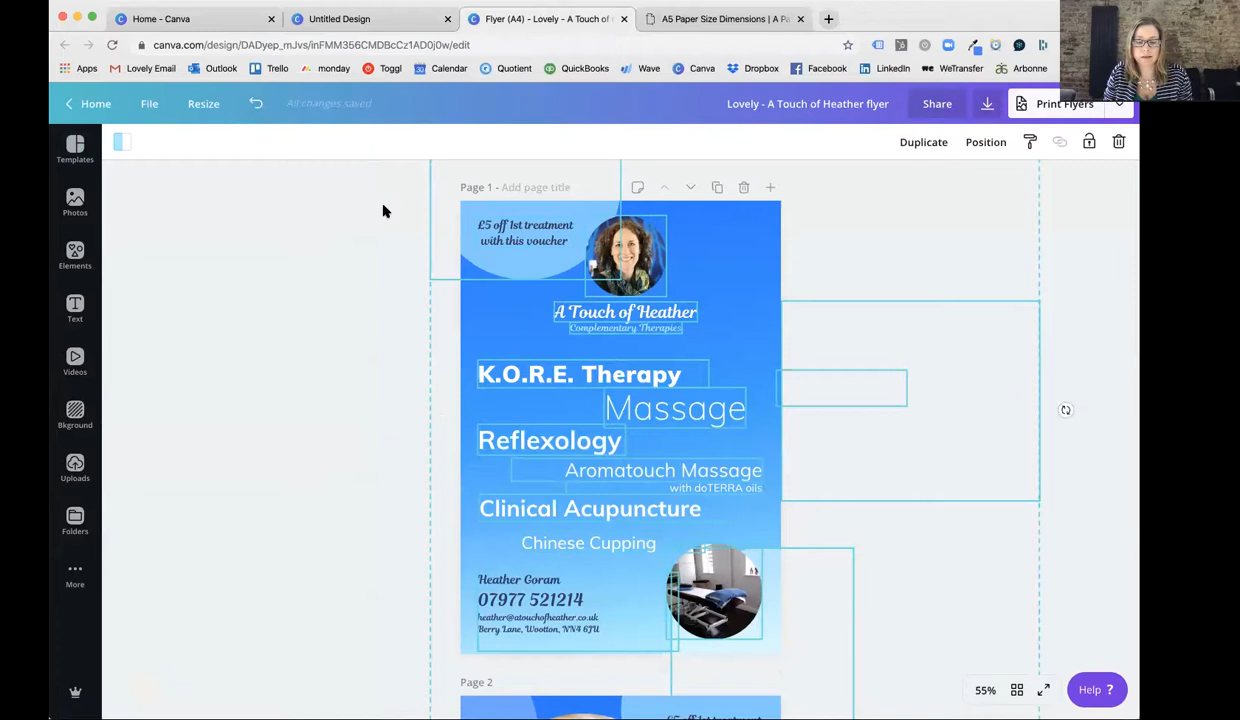 Home - Canva
Untitled Design
Flyer (A4) - Lovely - A Touch of
A5 Paper Size Dimensions | A Pa
canva.com/design/DADyep_mJvs/inFMM356CMDBcCz1AD0j0w/edit
Apps Lovely Email Outlook Trello monday Toggl Calendar Quotient QuickBooks Wave Canva Dropbox Facebook LinkedIn WeTransfer Arbonne
Home File Resize All changes saved Lovely - A Touch of Heather flyer Share Print Flyers
Duplicate Position
Templates
Photos
Elements
Text
Videos
Bkground
Uploads
Folders
More
Page 1 - Add page title
£5 off 1st treatment
with this voucher
A Touch of Heather
Complementary Therapies
K.O.R.E. Therapy
Massage
Reflexology
Aromatouch Massage
with doTERRA oils
Clinical Acupuncture
Chinese Cupping
Heather Goram
07977 521214
heather@atouchofheather.co.uk
Berry Lane, Wootton, NN4 6JU
Page 2
£5 off 1st treatment
55%
Help ?